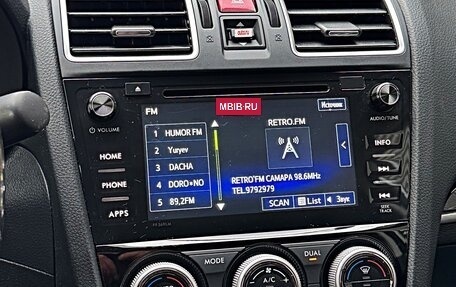 MBIB.RU
FM
Источник
VOLUME
AUDIO/TUNE
RETRO.FM
1 HUMOR FM
2 Yuryev
3 DACHA
4 DORO*NO
5 89,2FM
RETRO'FM САМАРА 98.6MHz
TEL.9792979
SCAN
List
Звук
HOME
PHONE
APPS
INFO
SEEK
TRACK
MODE
DUAL
A/C